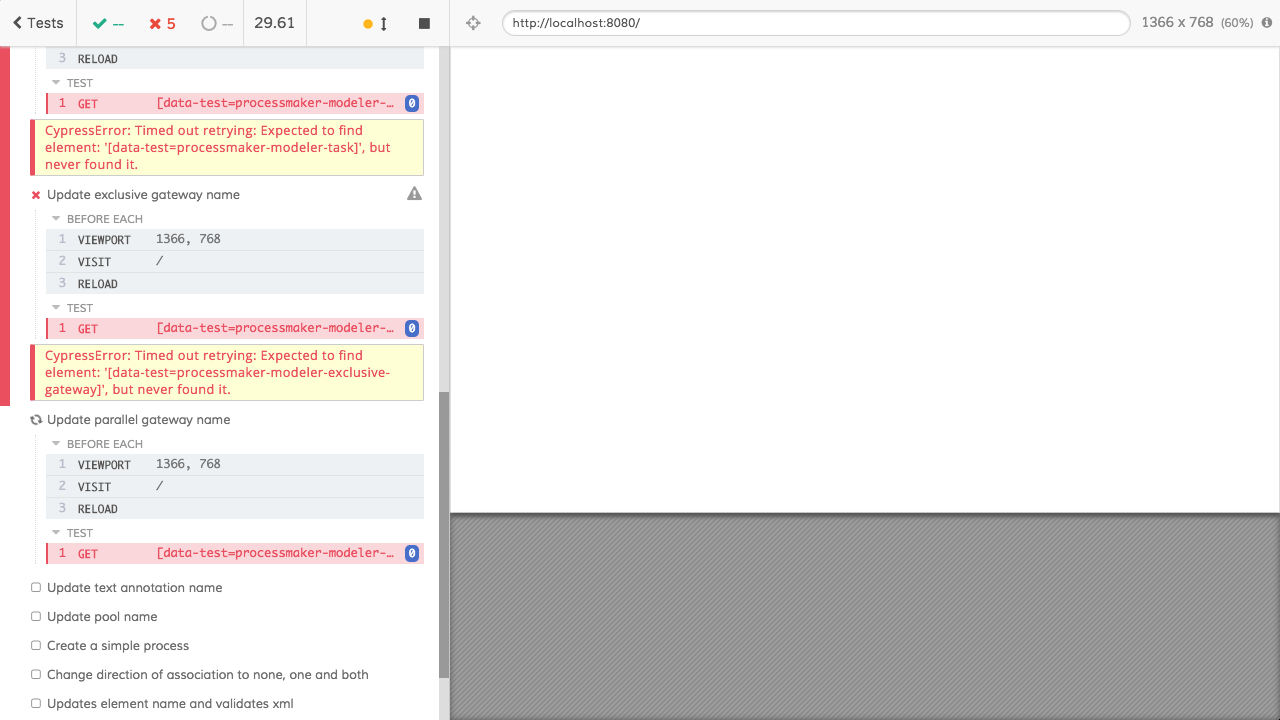 Tests -- 5 -- 29.61 http://localhost:8080/ 1366 x 768 (60%)
3 RELOAD
TEST
1 GET [data-test=processmaker-modeler-… 0
CypressError: Timed out retrying: Expected to find
element: '[data-test=processmaker-modeler-task]', but
never found it.
Update exclusive gateway name
BEFORE EACH
1 VIEWPORT 1366, 768
2 VISIT /
3 RELOAD
TEST
1 GET [data-test=processmaker-modeler-… 0
CypressError: Timed out retrying: Expected to find
element: '[data-test=processmaker-modeler-exclusive-
gateway]', but never found it.
Update parallel gateway name
BEFORE EACH
1 VIEWPORT 1366, 768
2 VISIT /
3 RELOAD
TEST
1 GET [data-test=processmaker-modeler-… 0
Update text annotation name
Update pool name
Create a simple process
Change direction of association to none, one and both
Updates element name and validates xml